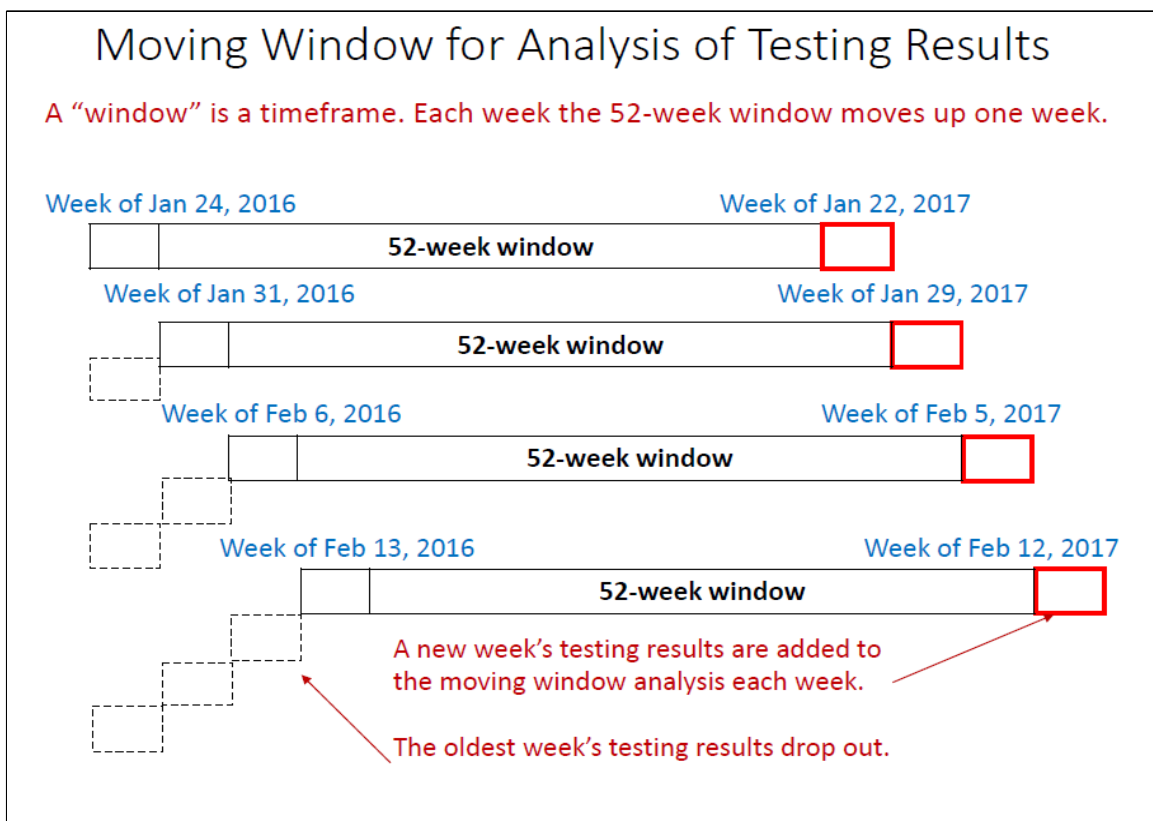 Moving Window for Analysis of Testing Results
A “window” is a timeframe. Each week the 52-week window moves up one week.
Week of Jan 24, 2016 Week of Jan 22, 2017
52-week window
Week of Jan 31, 2016 Week of Jan 29, 2017
52-week window
Week of Feb 6, 2016 Week of Feb 5, 2017
52-week window
Week of Feb 13, 2016 Week of Feb 12, 2017
52-week window
A new week’s testing results are added to
the moving window analysis each week.
The oldest week’s testing results drop out.